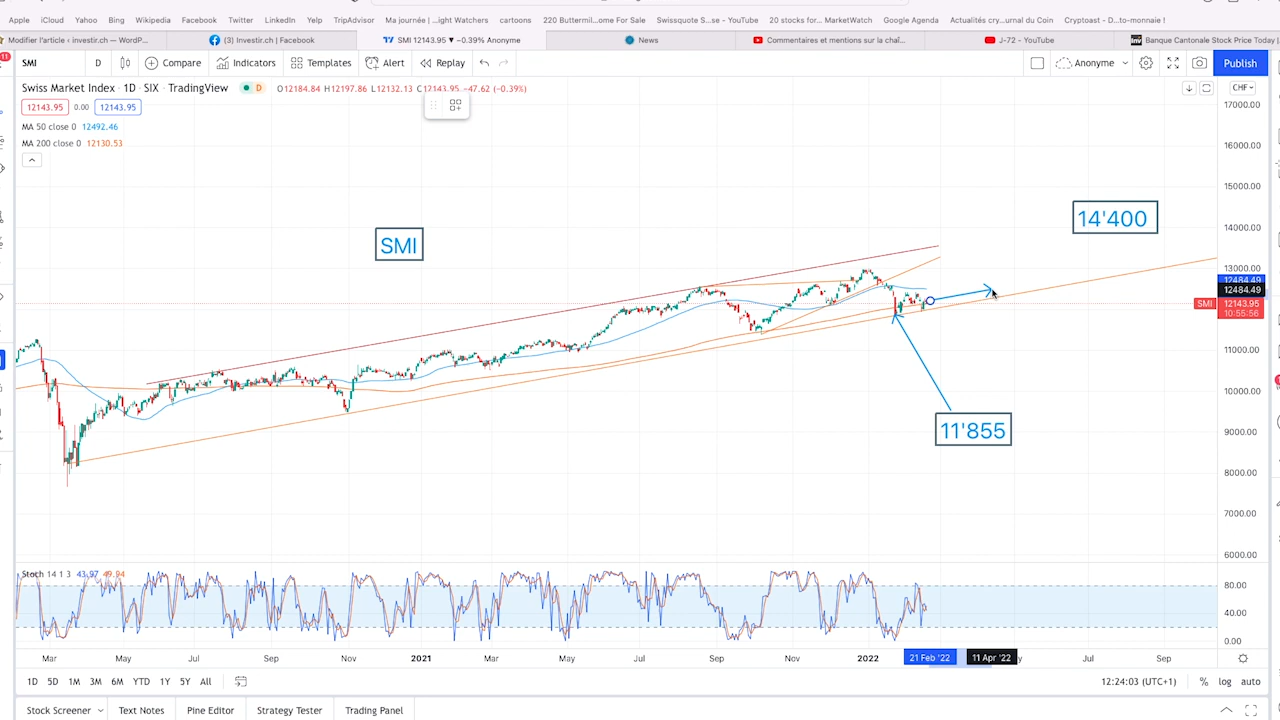 Apple iCloud Yahoo Bing Wikipedia Facebook Twitter LinkedIn Yelp TripAdvisor Ma journée | ...ight Watchers cartoons 220 Buttermil...ome For Sale Swissquote S...se - YouTube 20 stocks for... MarketWatch Google Agenda Actualités cry...urnal du Coin Cryptoast - D...to-monnaie !
Modifier l'article ‹ investir.ch — WordP... (3) Investir.ch | Facebook SMI 12143.95 ▼ −0.39% Anonyme News Commentaires et mentions sur la chaî... J-72 - YouTube Banque Cantonale Stock Price Today |
11 SMI D Compare Indicators Templates Alert Replay Anonyme Publish
Swiss Market Index · 1D · SIX · TradingView D O12184.84 H12197.86 L12132.13 C12143.95 −47.62 (−0.39%) CHF
12143.95 0.00 12143.95
MA 50 close 0 12492.46
MA 200 close 0 12130.53
17000.00
16000.00
15000.00
14'400
14000.00
SMI
13000.00
12484.49
12484.49
SMI 12143.95
10:55:56
11000.00
10000.00
11'855
9000.00
8000.00
7000.00
6000.00
Stoch 14 1 3 43.97 49.94
80.00
40.00
0.00
Mar May Jul Sep Nov 2021 Mar May Jul Sep Nov 2022 21 Feb '22 11 Apr '22 Jul Sep
1D 5D 1M 3M 6M YTD 1Y 5Y All 12:24:03 (UTC+1) % log auto
Stock Screener Text Notes Pine Editor Strategy Tester Trading Panel